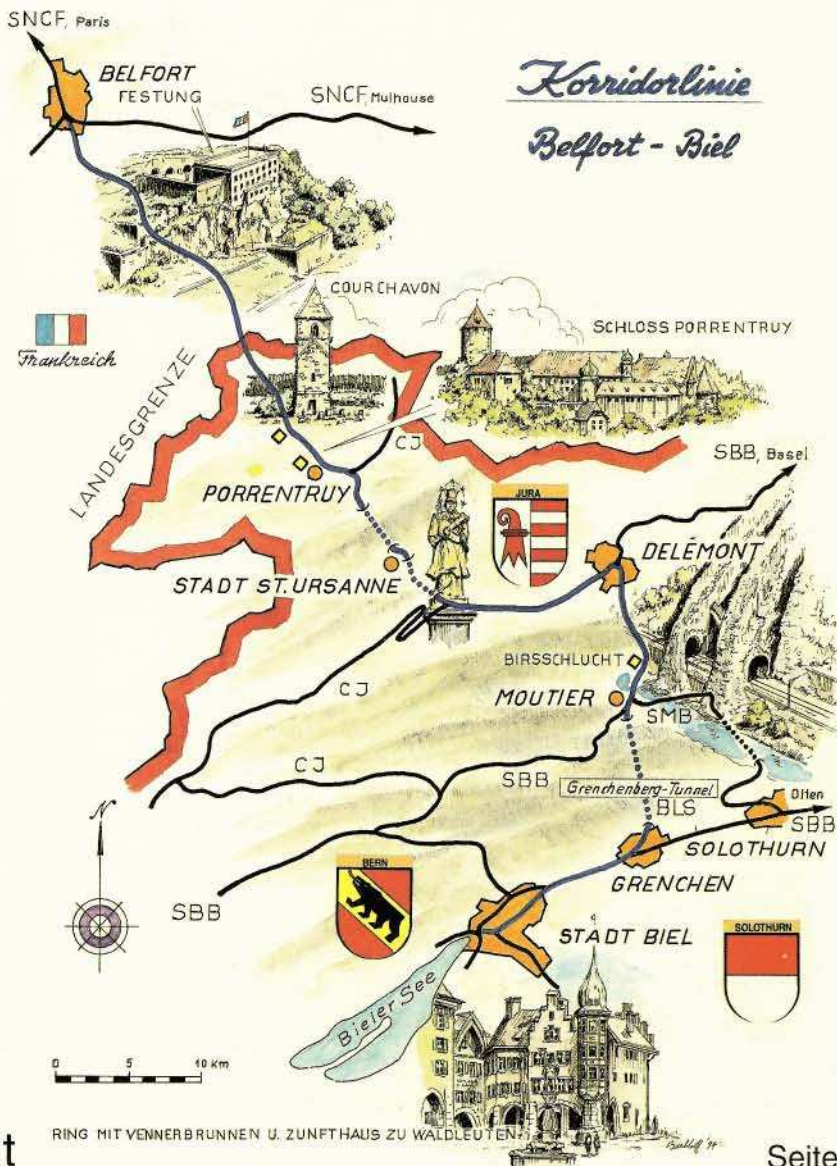 SNCF, Paris
BELFORT
FESTUNG
SNCF, Mulhouse
Korridorlinie
Belfort - Biel
Frankreich
COURCHAVON
SCHLOSS PORRENTRUY
LANDESGRENZE
CJ
SBB, Basel
PORRENTRUY
JURA
DELÉMONT
STADT ST. URSANNE
BIRSSCHLUCHT
MOUTIER
SMB
CJ
CJ
SBB
Grenchenberg-Tunnel
BLS
Olten
SBB
SOLOTHURN
GRENCHEN
N
BERN
SBB
STADT BIEL
SOLOTHURN
Bieler See
0 5 10 km
RING MIT VENNERBRUNNEN U. ZUNFTHAUS ZU WALDLEUTEN
t
Seite